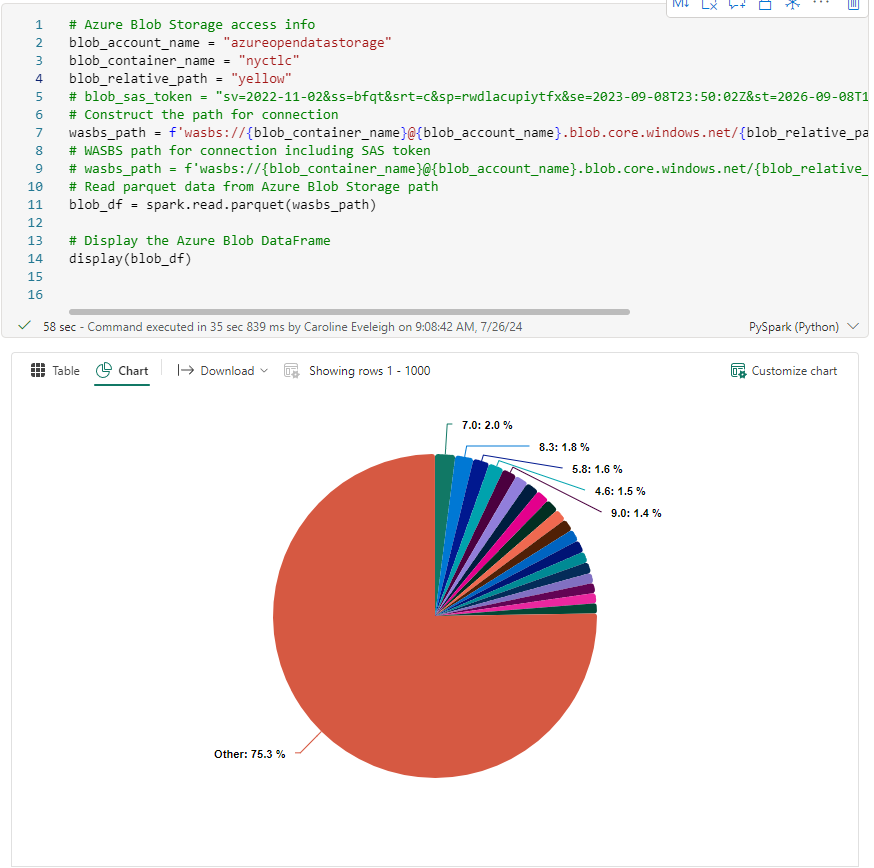 M↓
1 # Azure Blob Storage access info
2 blob_account_name = "azureopendatastorage"
3 blob_container_name = "nyctlc"
4 blob_relative_path = "yellow"
5 # blob_sas_token = "sv=2022-11-02&ss=bfqt&srt=c&sp=rwdlacupiytfx&se=2023-09-08T23:50:02Z&st=2026-09-08T1
6 # Construct the path for connection
7 wasbs_path = f'wasbs://{blob_container_name}@{blob_account_name}.blob.core.windows.net/{blob_relative_pa
8 # WASBS path for connection including SAS token
9 # wasbs_path = f'wasbs://{blob_container_name}@{blob_account_name}.blob.core.windows.net/{blob_relative_
10 # Read parquet data from Azure Blob Storage path
11 blob_df = spark.read.parquet(wasbs_path)
12
13 # Display the Azure Blob DataFrame
14 display(blob_df)
15
16
58 sec - Command executed in 35 sec 839 ms by Caroline Eveleigh on 9:08:42 AM, 7/26/24 PySpark (Python)
Table Chart Download Showing rows 1 - 1000 Customize chart
7.0: 2.0 %
8.3: 1.8 %
5.8: 1.6 %
4.6: 1.5 %
9.0: 1.4 %
Other: 75.3 %